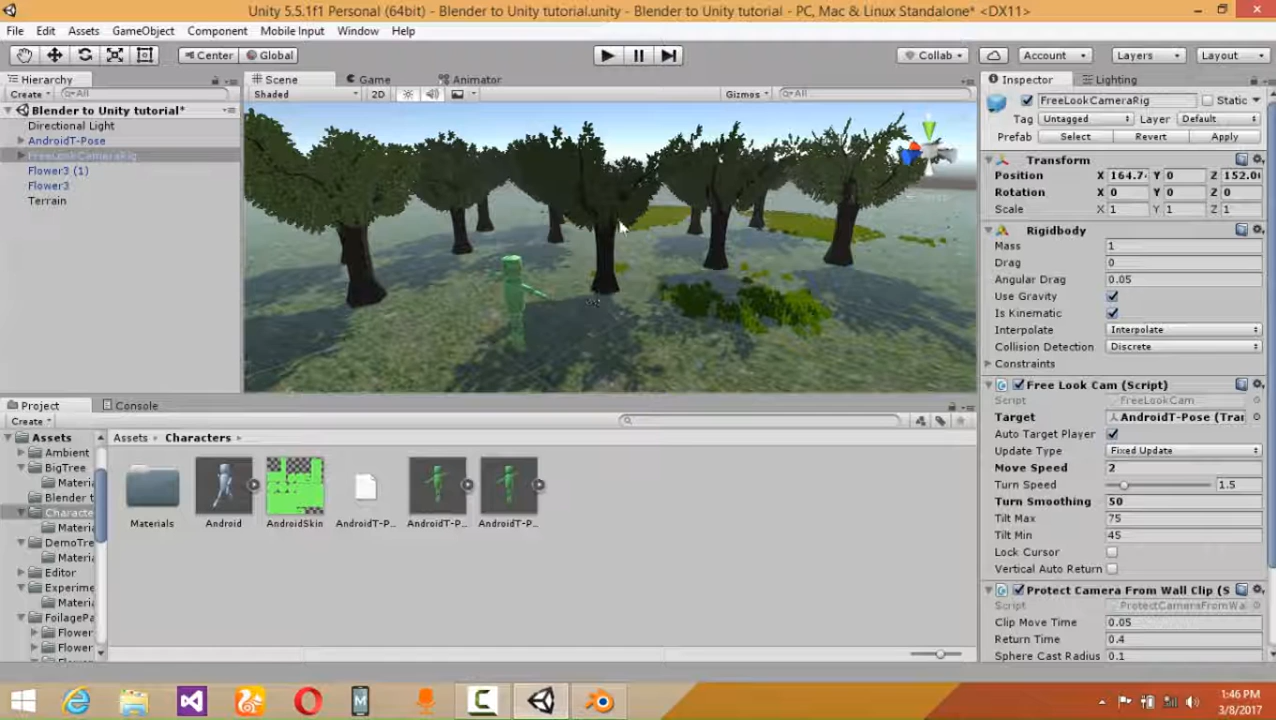 Unity 5.5.1f1 Personal (64bit) - Blender to Unity tutorial.unity - Blender to Unity tutorial - PC, Mac & Linux Standalone* <DX11>
File Edit Assets GameObject Component Mobile Input Window Help
Center Global Collab Account Layers Layout
Hierarchy Scene Game Animator Inspector Lighting
Create All Shaded 2D Gizmos All FreeLookCameraRig Static
Blender to Unity tutorial*
Directional Light
AndroidT-Pose
FreeLookCameraRig
Flower3 (1)
Flower3
Terrain
Tag Untagged Layer Default
Prefab Select Revert Apply
Transform
Position X 164.7 Y 0 Z 152.0
Rotation X 0 Y 0 Z 0
Scale X 1 Y 1 Z 1
Rigidbody
Mass 1
Drag 0
Angular Drag 0.05
Use Gravity
Is Kinematic
Interpolate Interpolate
Collision Detection Discrete
Constraints
Free Look Cam (Script)
Script FreeLookCam
Target AndroidT-Pose (Tran
Auto Target Player
Update Type Fixed Update
Move Speed 2
Turn Speed 1.5
Turn Smoothing 50
Tilt Max 75
Tilt Min 45
Lock Cursor
Vertical Auto Return
Protect Camera From Wall Clip (S
Script ProtectCameraFromWa
Clip Move Time 0.05
Return Time 0.4
Sphere Cast Radius 0.1
Project Console
Create
Assets
Ambient
BigTree
Materi
Blender t
Characte
Materia
DemoTre
Materia
Editor
Experime
Materia
FoilagePa
Flower
Flower
Assets Characters
Materials Android AndroidSkin AndroidT-P... AndroidT-P... AndroidT-P...
1:46 PM
3/8/2017